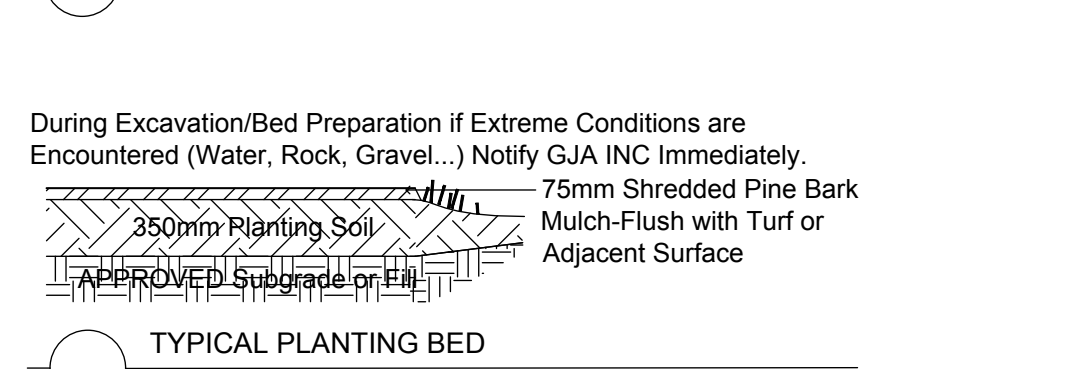 During Excavation/Bed Preparation if Extreme Conditions are
Encountered (Water, Rock, Gravel...) Notify GJA INC Immediately.
75mm Shredded Pine Bark
Mulch-Flush with Turf or
Adjacent Surface
350mm Planting Soil
APPROVED Subgrade or Fill
TYPICAL PLANTING BED